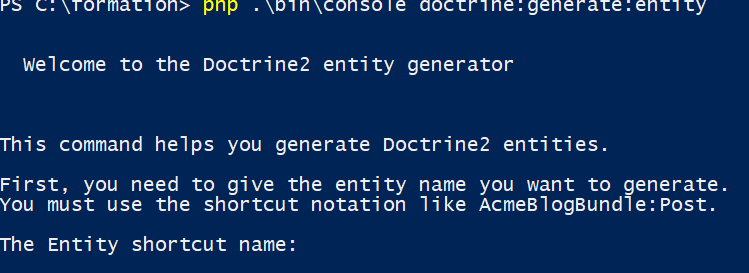 PS C:\formation> php .\bin\console doctrine:generate:entity
Welcome to the Doctrine2 entity generator
This command helps you generate Doctrine2 entities.
First, you need to give the entity name you want to generate.
You must use the shortcut notation like AcmeBlogBundle:Post.
The Entity shortcut name: